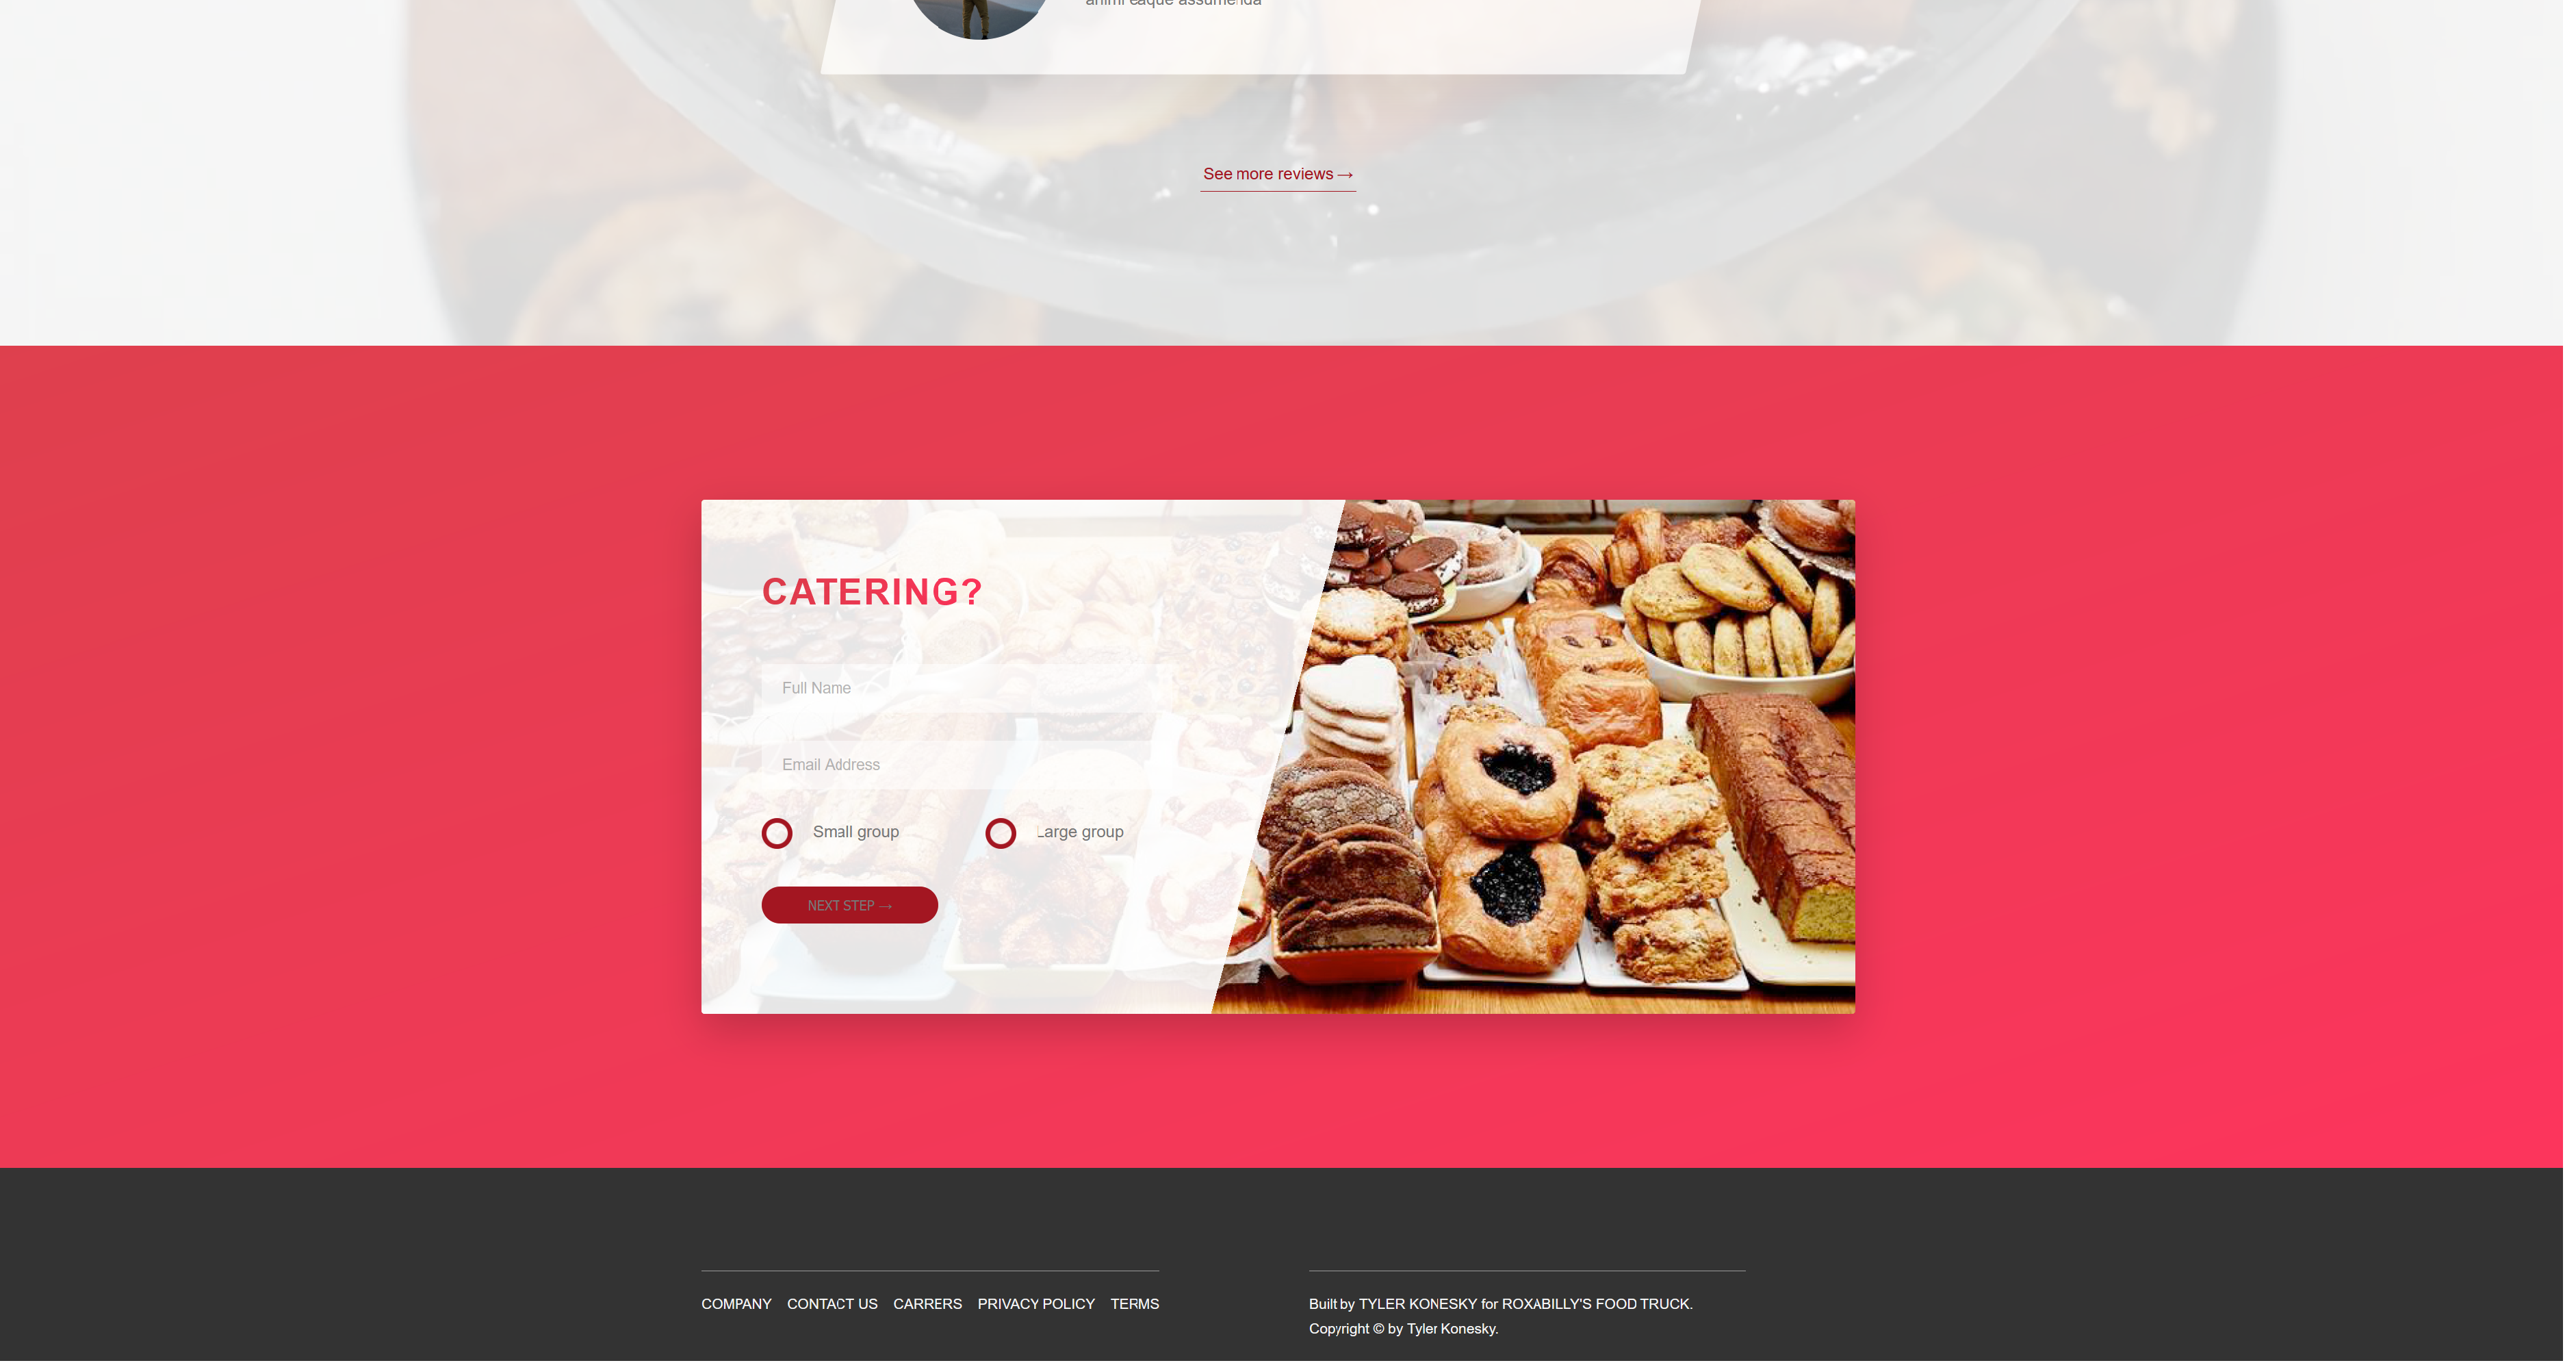 animi eaque assumenda
See more reviews →
CATERING?
Full Name
Email Address
Small group
Large group
NEXT STEP →
COMPANY CONTACT US CARRERS PRIVACY POLICY TERMS
Built by TYLER KONESKY for ROXABILLY'S FOOD TRUCK.
Copyright © by Tyler Konesky.